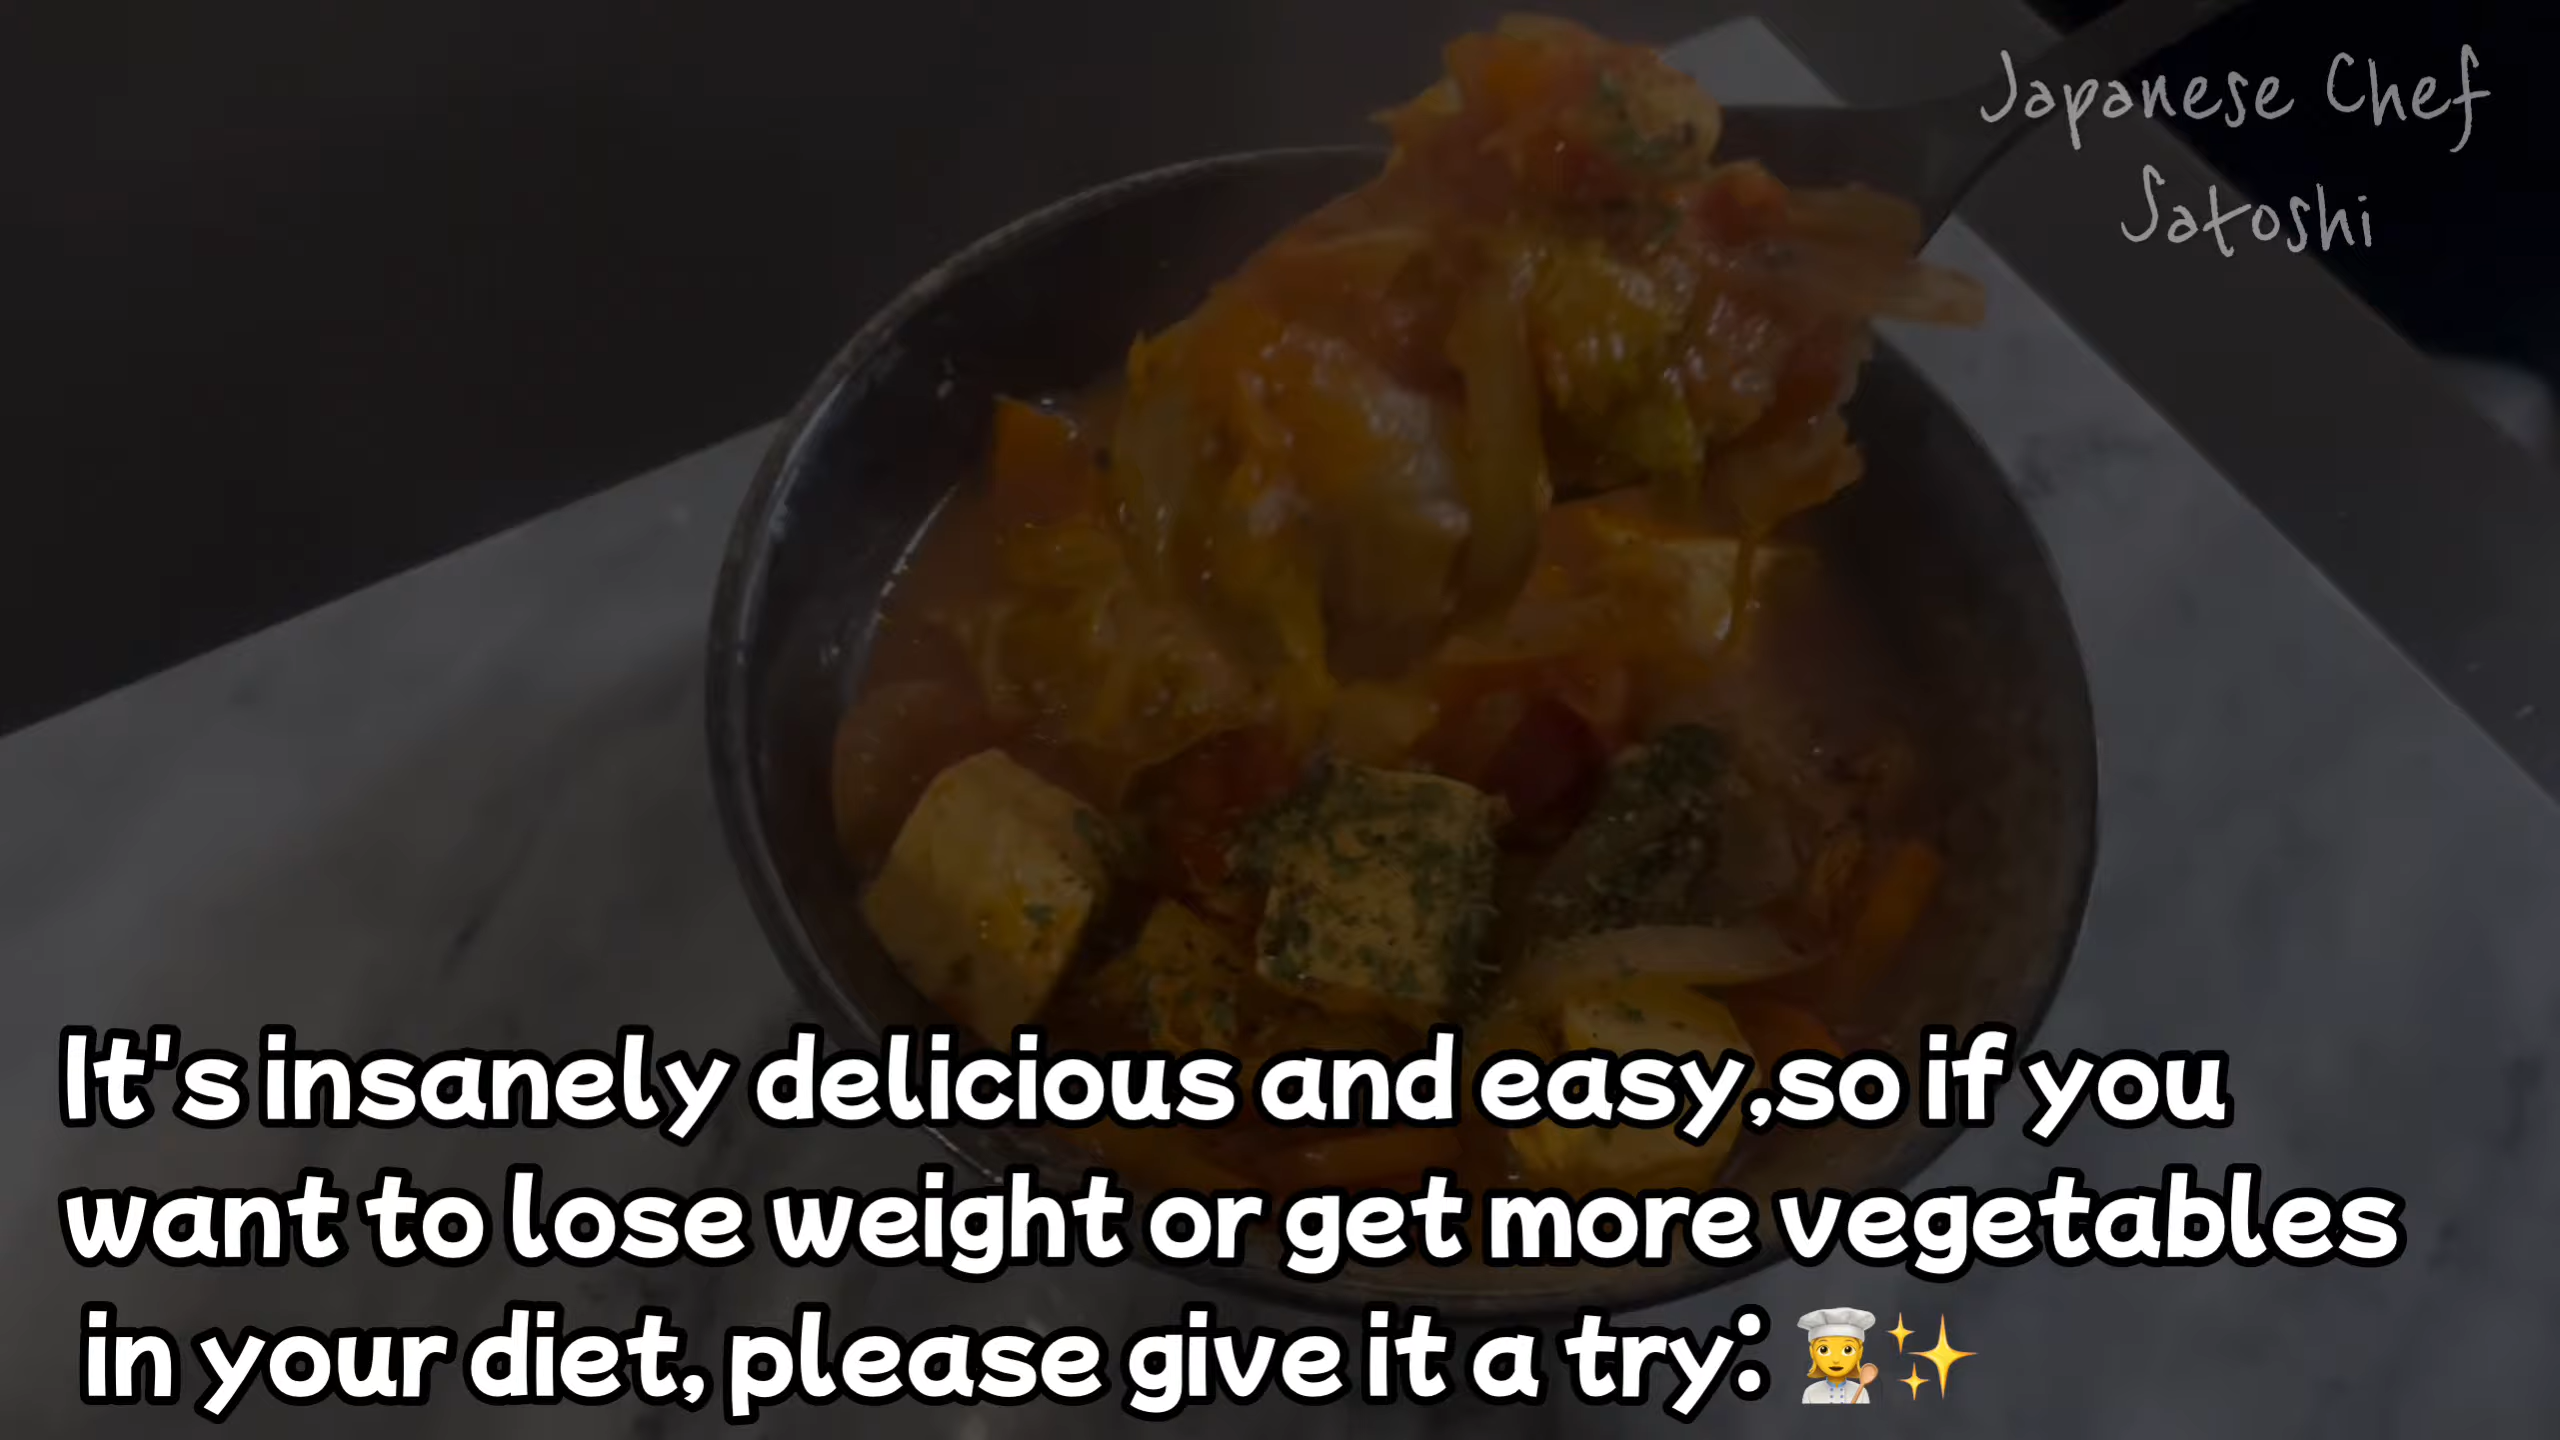 Japanese Chef
Satoshi
It's insanely delicious and easy,so if you
want to lose weight or get more vegetables
in your diet, please give it a try: 👩‍🍳✨